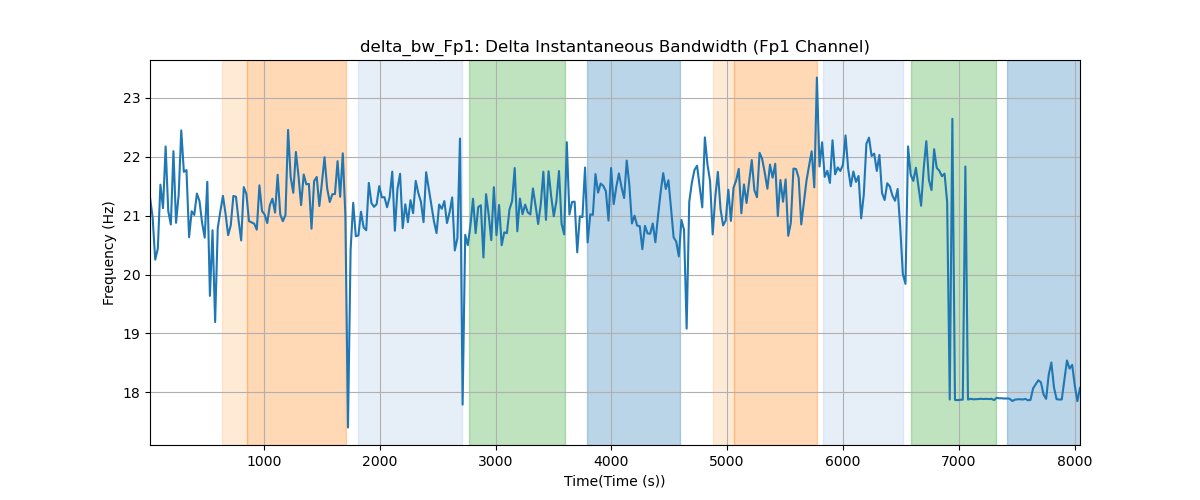 delta_bw_Fp1: Delta Instantaneous Bandwidth (Fp1 Channel)
Frequency (Hz)
23
22
21
20
19
18
1000 2000 3000 4000 5000 6000 7000 8000
Time(Time (s))